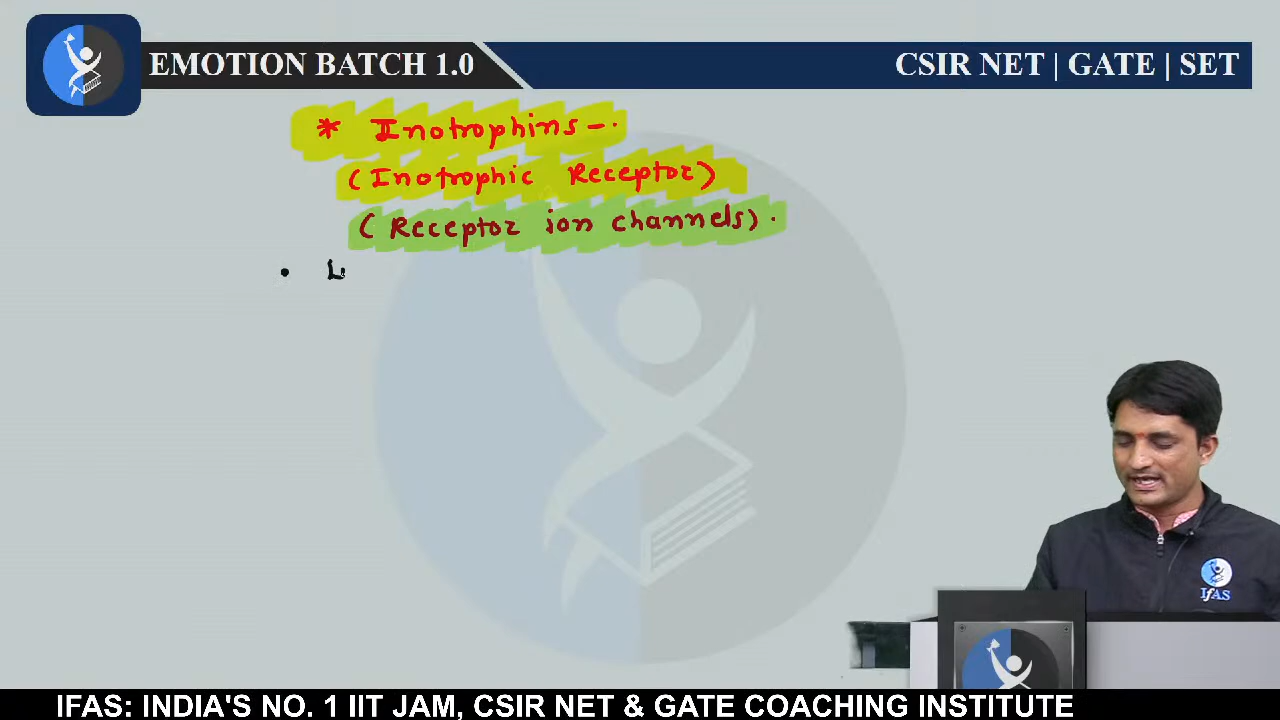 EMOTION BATCH 1.0
CSIR NET | GATE | SET
* Inotrophins -.
(Inotrophic Receptor)
(Receptor ion channels).
IFAS
IFAS: INDIA'S NO. 1 IIT JAM, CSIR NET & GATE COACHING INSTITUTE